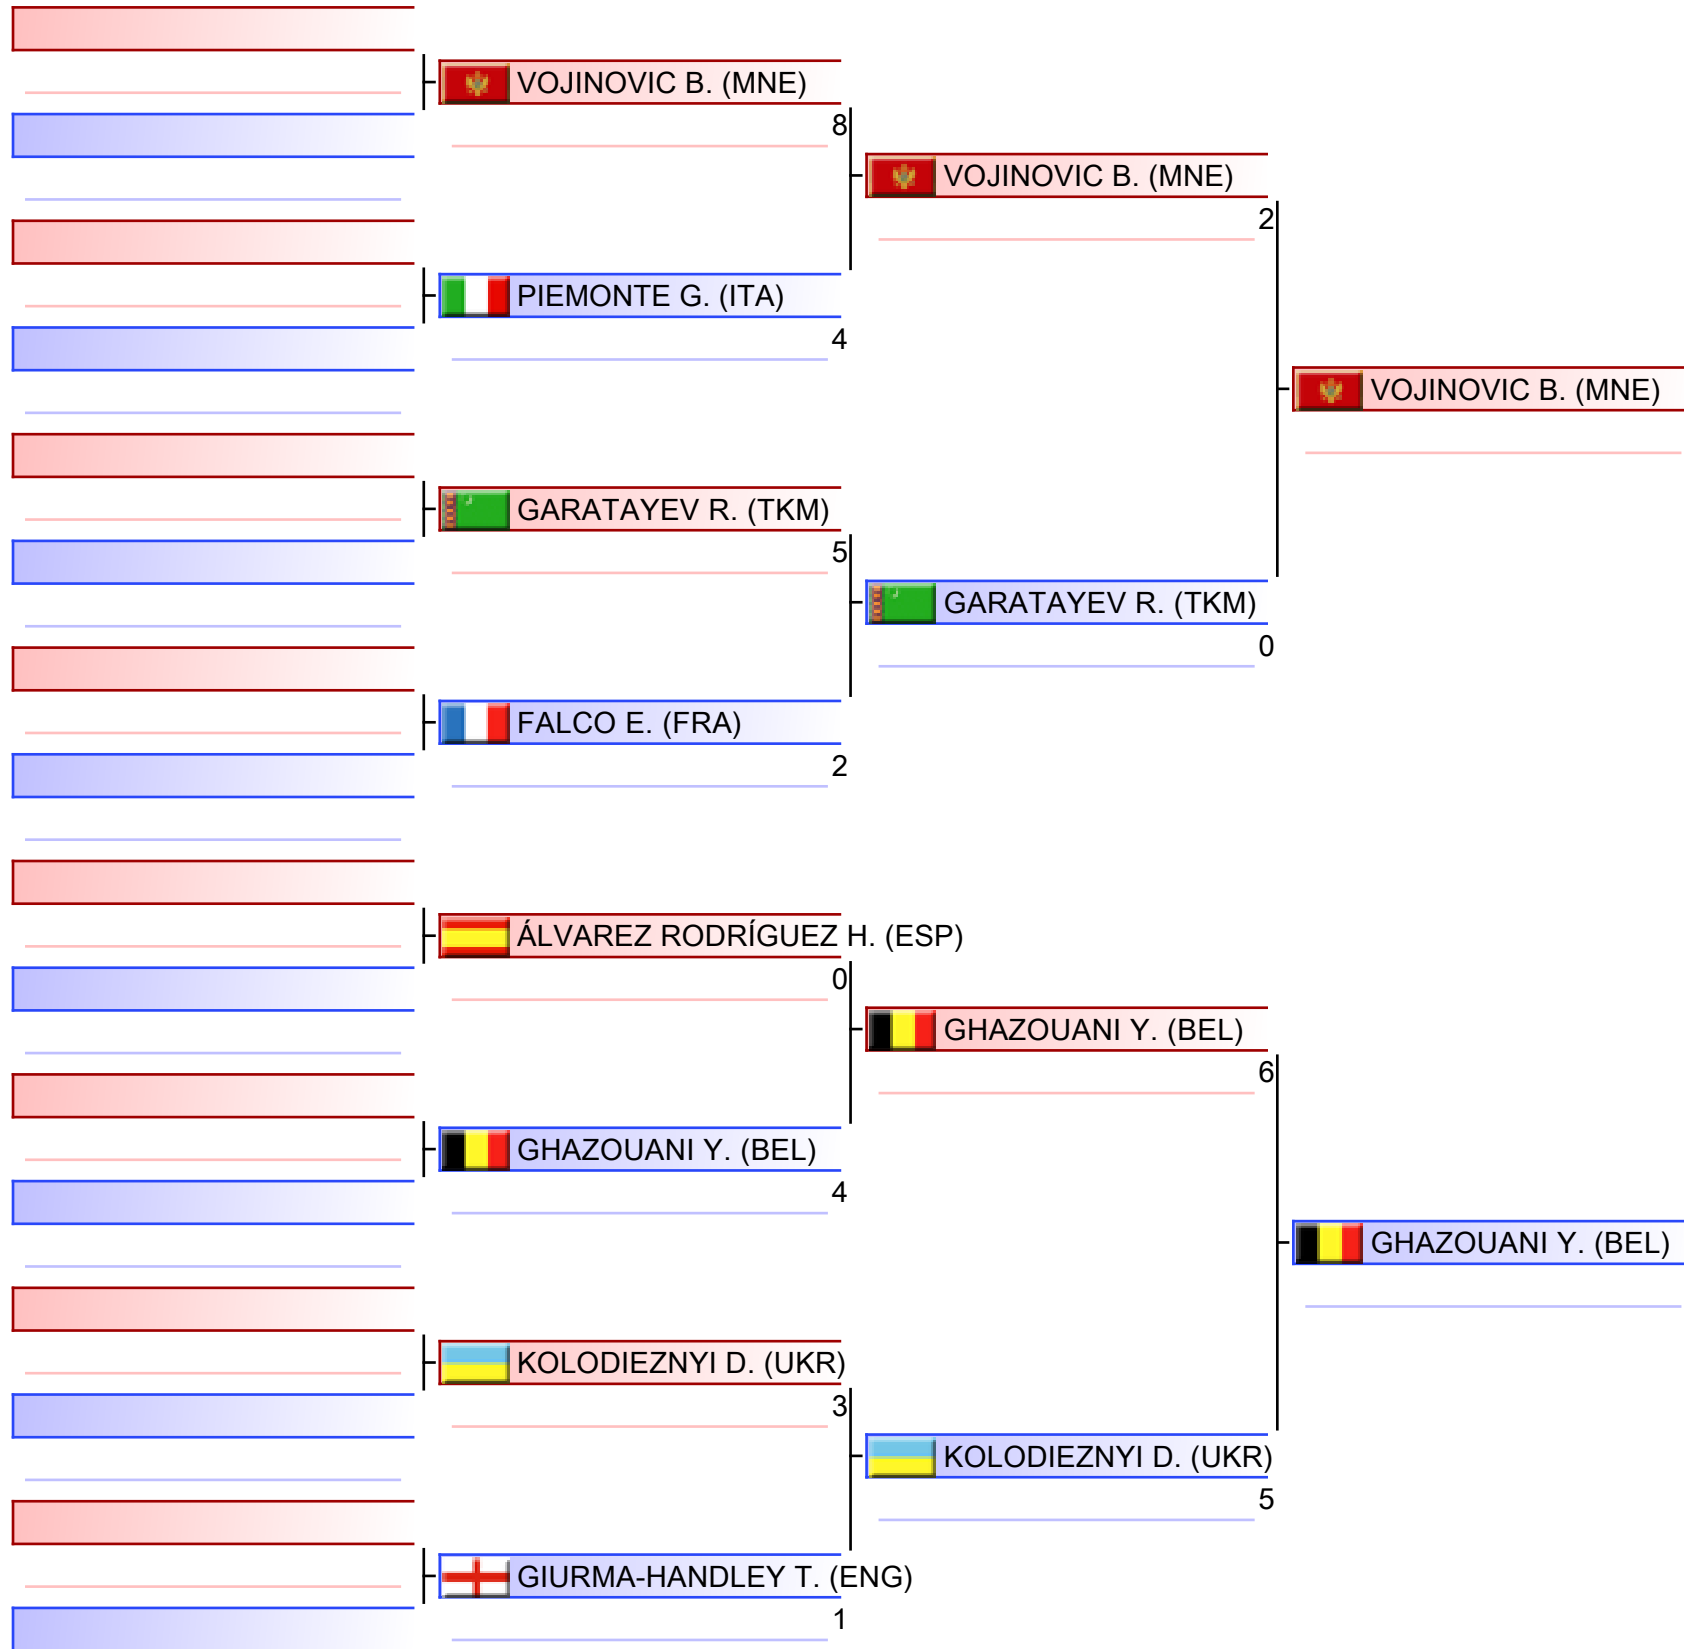 VOJINOVIC B. (MNE)
8
VOJINOVIC B. (MNE)
2
PIEMONTE G. (ITA)
4
VOJINOVIC B. (MNE)
GARATAYEV R. (TKM)
5
GARATAYEV R. (TKM)
0
FALCO E. (FRA)
2
ÁLVAREZ RODRÍGUEZ H. (ESP)
0
GHAZOUANI Y. (BEL)
6
GHAZOUANI Y. (BEL)
4
GHAZOUANI Y. (BEL)
KOLODIEZNYI D. (UKR)
3
KOLODIEZNYI D. (UKR)
5
GIURMA-HANDLEY T. (ENG)
1